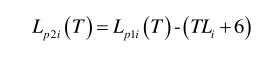 L_{p2i}(T) = L_{p1i}(T) - (TL_i + 6)